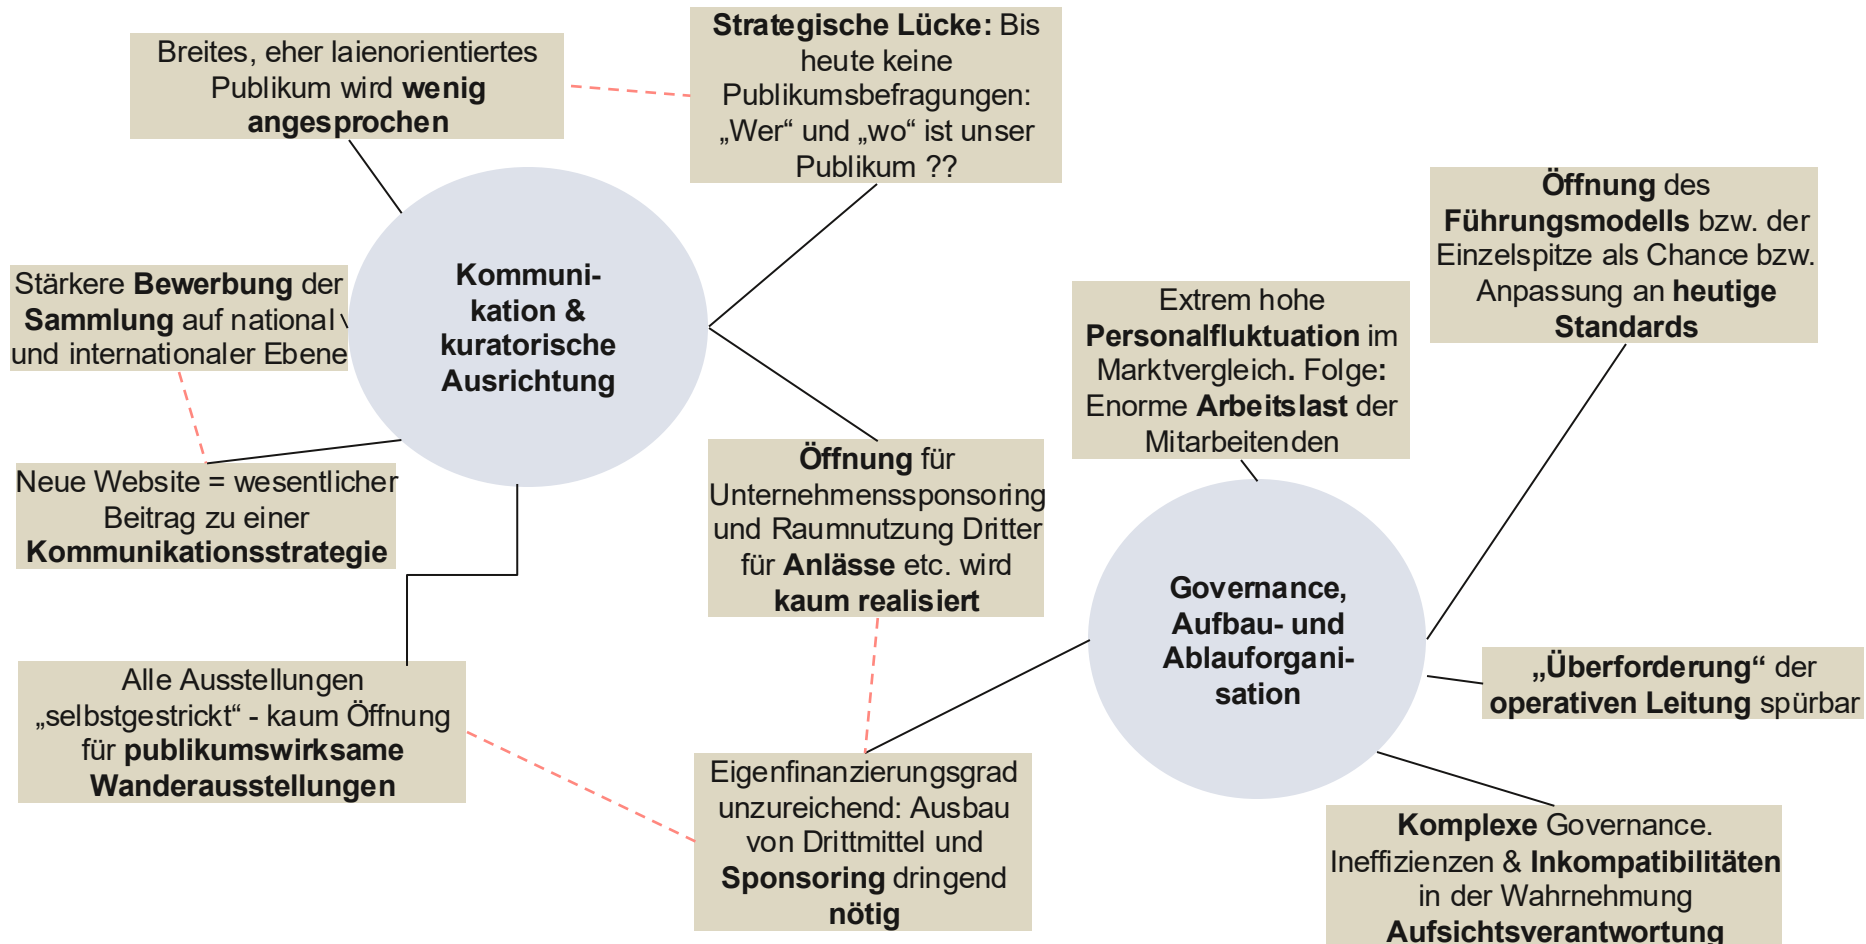 Breites, eher laienorientiertes
Publikum wird wenig
angesprochen
Strategische Lücke: Bis
heute keine
Publikumsbefragungen:
„Wer“ und „wo“ ist unser
Publikum ??
Kommuni-
kation &
kuratorische
Ausrichtung
Stärkere Bewerbung der
Sammlung auf national
und internationaler Ebene
Neue Website = wesentlicher
Beitrag zu einer
Kommunikationsstrategie
Alle Ausstellungen
„selbstgestrickt“ - kaum Öffnung
für publikumswirksame
Wanderausstellungen
Öffnung für
Unternehmenssponsoring
und Raumnutzung Dritter
für Anlässe etc. wird
kaum realisiert
Eigenfinanzierungsgrad
unzureichend: Ausbau
von Drittmittel und
Sponsoring dringend
nötig
Extrem hohe
Personalfluktuation im
Marktvergleich. Folge:
Enorme Arbeitslast der
Mitarbeitenden
Governance,
Aufbau- und
Ablauforgani-
sation
Öffnung des
Führungsmodells bzw. der
Einzelspitze als Chance bzw.
Anpassung an heutige
Standards
„Überforderung“ der
operativen Leitung spürbar
Komplexe Governance.
Ineffizienzen & Inkompatibilitäten
in der Wahrnehmung
Aufsichtsverantwortung